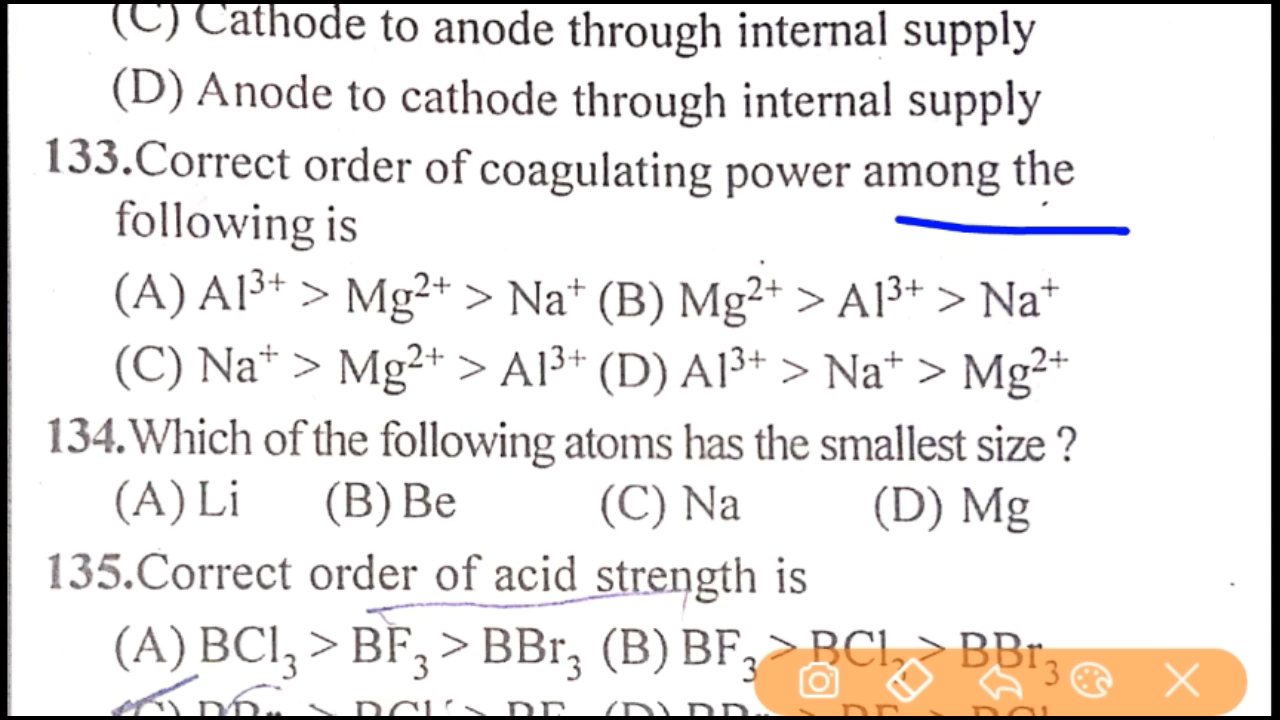 (C) Cathode to anode through internal supply
(D) Anode to cathode through internal supply
133.Correct order of coagulating power among the
following is
(A) Al³⁺ > Mg²⁺ > Na⁺ (B) Mg²⁺ > Al³⁺ > Na⁺
(C) Na⁺ > Mg²⁺ > Al³⁺ (D) Al³⁺ > Na⁺ > Mg²⁺
134.Which of the following atoms has the smallest size ?
(A) Li (B) Be (C) Na (D) Mg
135.Correct order of acid strength is
(A) BCl₃ > BF₃ > BBr₃ (B) BF₃ > BCl₃ > BBr₃